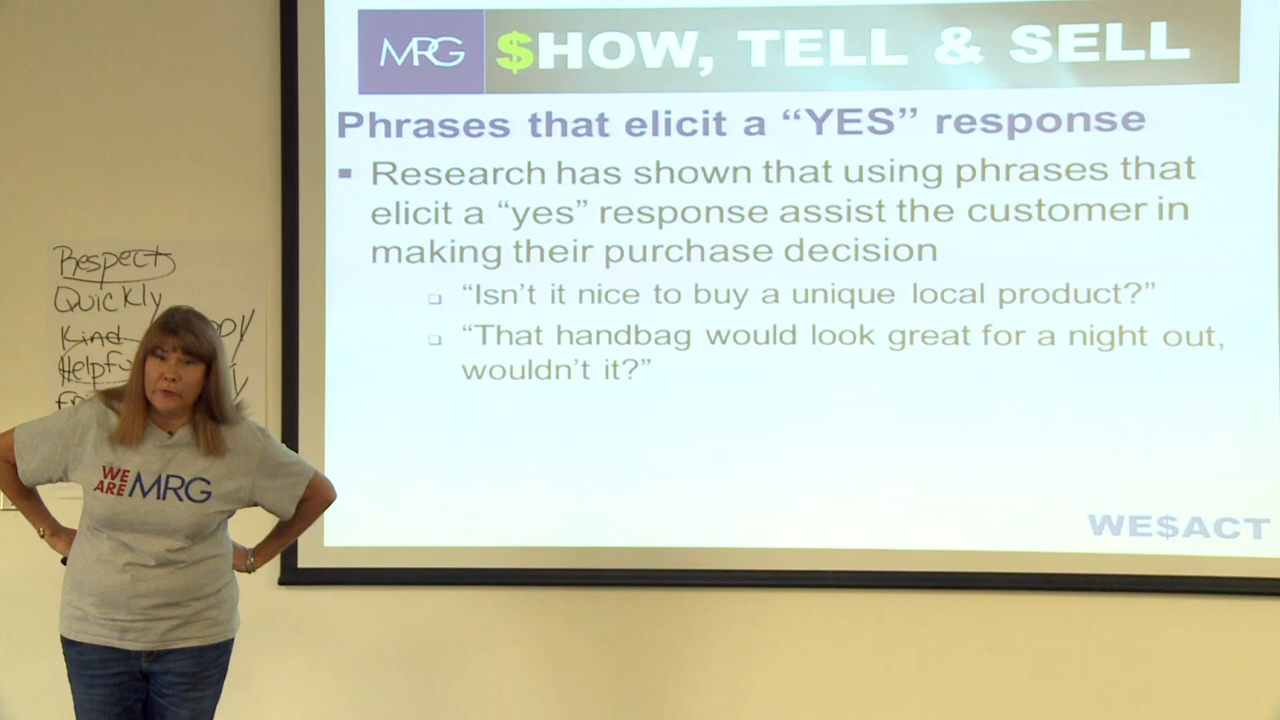 MRG
$HOW, TELL & SELL
Phrases that elicit a “YES” response
Research has shown that using phrases that
elicit a “yes” response assist the customer in
making their purchase decision
“Isn’t it nice to buy a unique local product?”
“That handbag would look great for a night out,
wouldn’t it?”
WE$ACT
Respect
Quickly
Kind
WE
ARE MRG